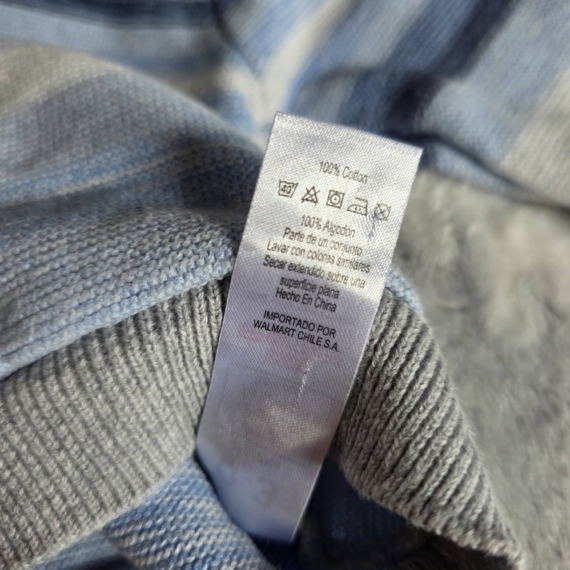 100% Cotton
40
100% Algodon
Parte de un conjunto
Lavar con colores similares
Secar extendido sobre una
superficie plana
Hecho En China
IMPORTADO POR
WALMART CHILE S.A.